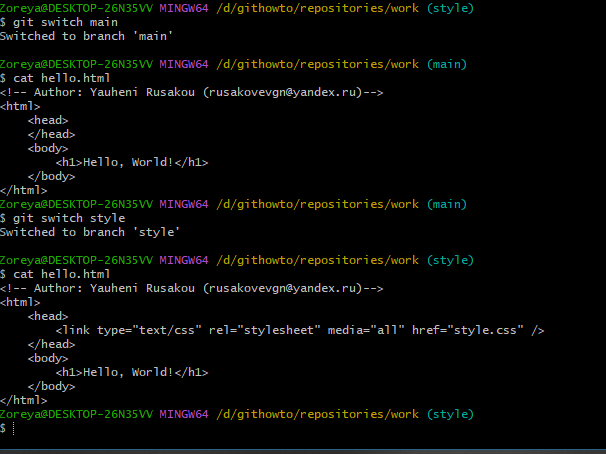 Zoreya@DESKTOP-26N35VV MINGW64 /d/githowto/repositories/work (style)
$ git switch main
Switched to branch 'main'
Zoreya@DESKTOP-26N35VV MINGW64 /d/githowto/repositories/work (main)
$ cat hello.html
<!-- Author: Yauheni Rusakou (rusakovevgn@yandex.ru)-->
<html>
    <head>
    </head>
    <body>
        <h1>Hello, World!</h1>
    </body>
</html>
Zoreya@DESKTOP-26N35VV MINGW64 /d/githowto/repositories/work (main)
$ git switch style
Switched to branch 'style'
Zoreya@DESKTOP-26N35VV MINGW64 /d/githowto/repositories/work (style)
$ cat hello.html
<!-- Author: Yauheni Rusakou (rusakovevgn@yandex.ru)-->
<html>
    <head>
        <link type="text/css" rel="stylesheet" media="all" href="style.css" />
    </head>
    <body>
        <h1>Hello, World!</h1>
    </body>
</html>
Zoreya@DESKTOP-26N35VV MINGW64 /d/githowto/repositories/work (style)
$